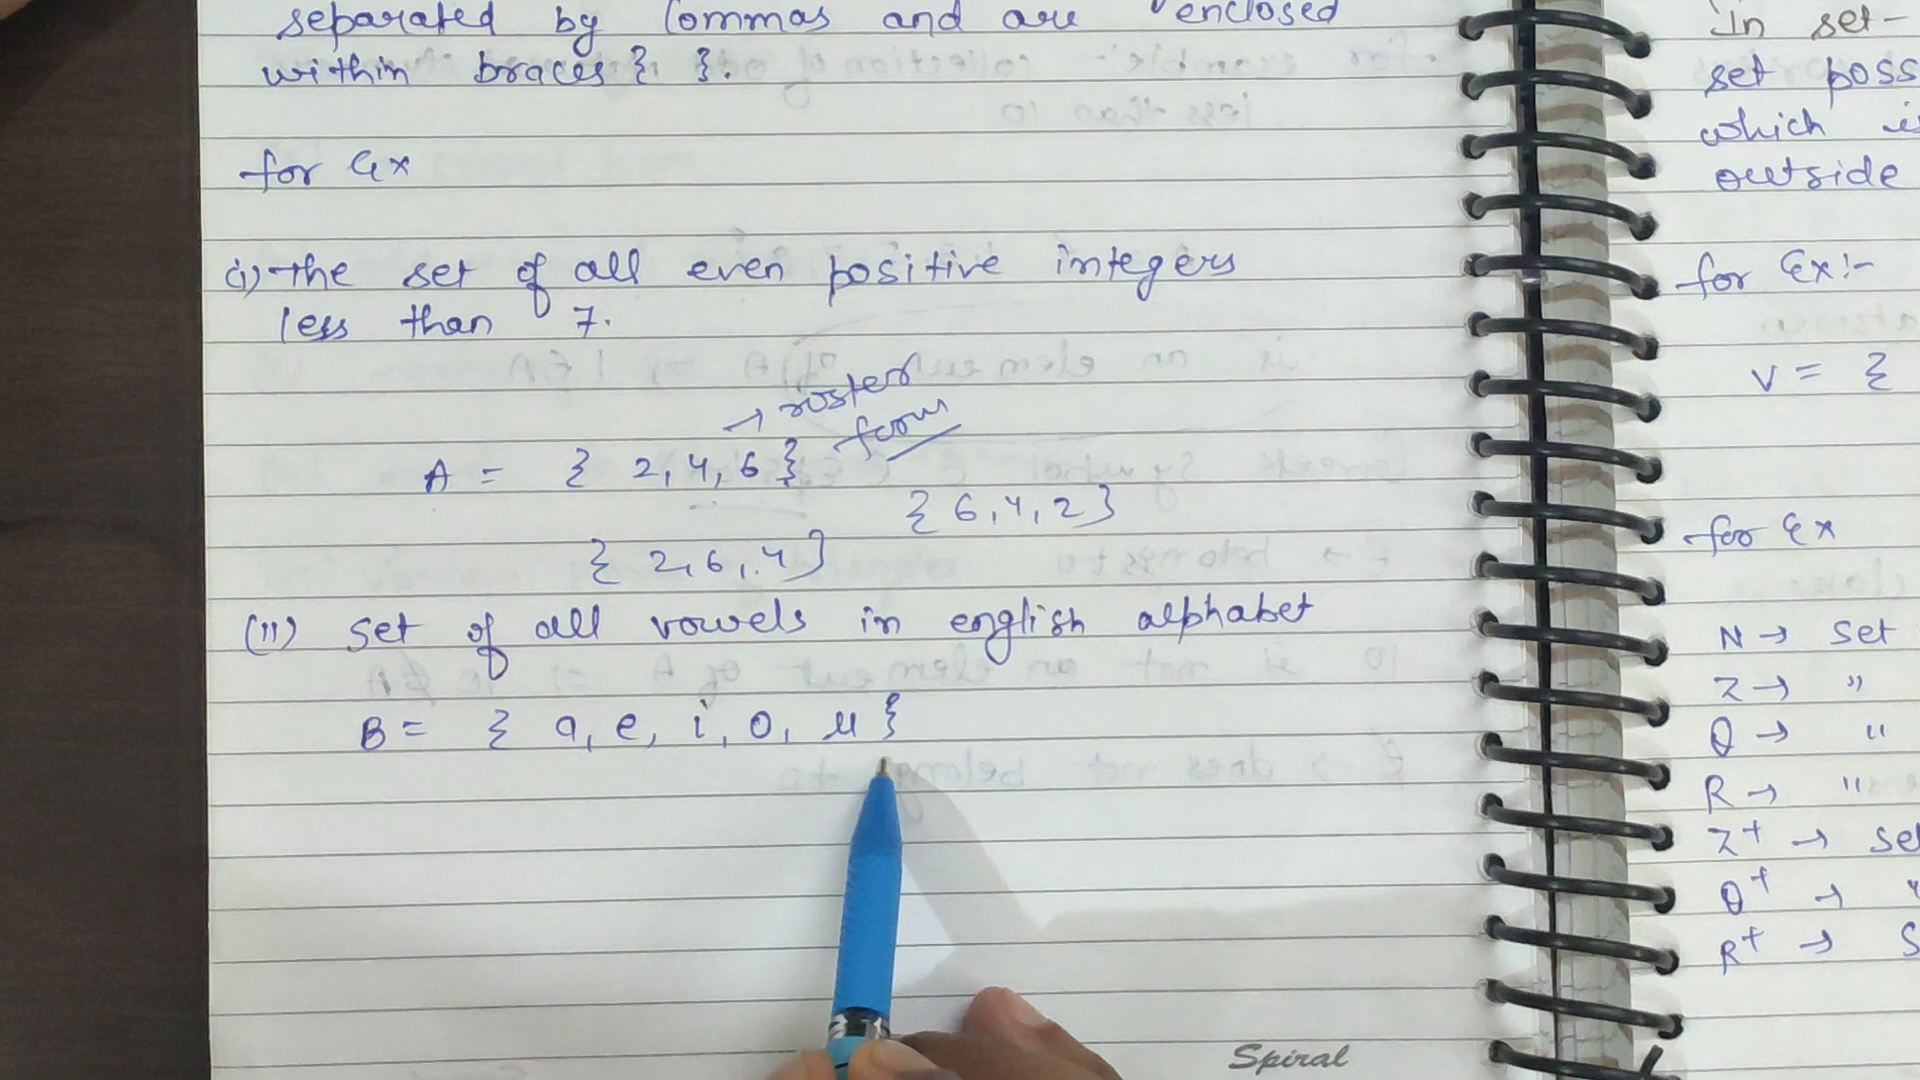 separated by commas and are enclosed
within braces { }.
for Ex
(i) The set of all even positive integers
less than 7.
→ roster
form
A = { 2, 4, 6 }
{ 6, 4, 2 }
{ 2, 6, 4 }
(ii) Set of all vowels in english alphabet
B = { a, e, i, o, u }
Spiral
In set-
set poss
which is
outside
for Ex:-
V = {
for Ex
N → Set
Z → "
Q → "
R → "
Z+ → Se
Q+ → "
R+ → S